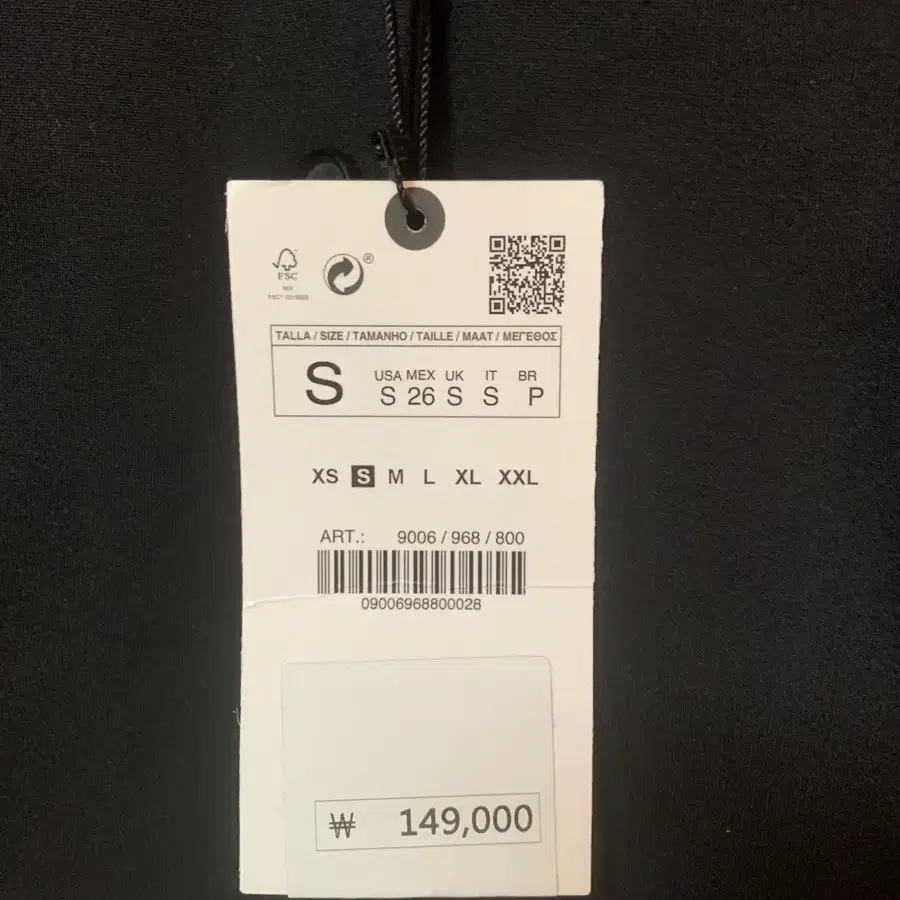 FSC
®
TALLA / SIZE / TAMANHO / TAILLE / MAAT / ΜΕΓΕΘΟΣ
S
USA MEX UK IT BR
S 26 S S P
XS S M L XL XXL
ART.: 9006 / 968 / 800
09006968800028
₩ 149,000